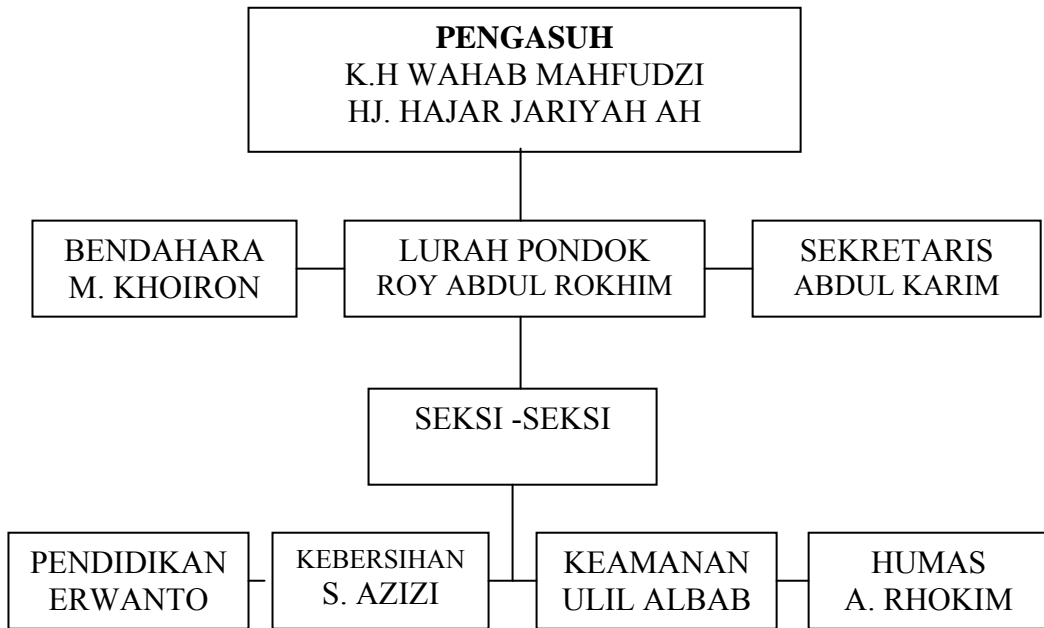 PENGASUH
K.H WAHAB MAHFUDZI
HJ. HAJAR JARIYAH AH
BENDAHARA
M. KHOIRON
LURAH PONDOK
ROY ABDUL ROKHIM
SEKRETARIS
ABDUL KARIM
SEKSI -SEKSI
PENDIDIKAN
ERWANTO
KEBERSIHAN
S. AZIZI
KEAMANAN
ULIL ALBAB
HUMAS
A. RHOKIM